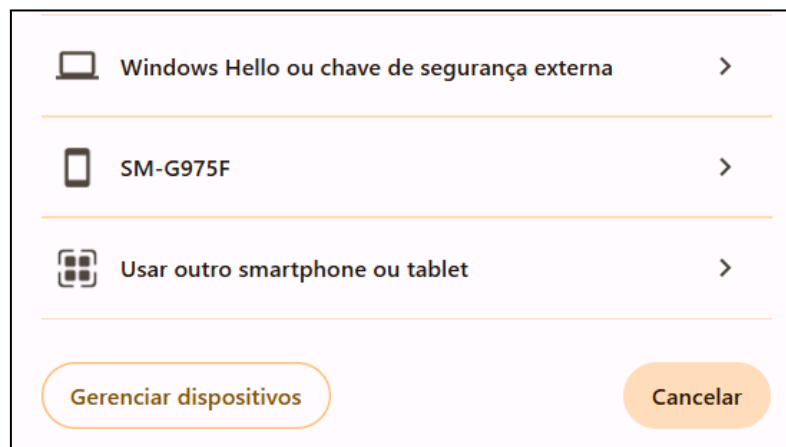 Windows Hello ou chave de segurança externa
SM-G975F
Usar outro smartphone ou tablet
Gerenciar dispositivos
Cancelar